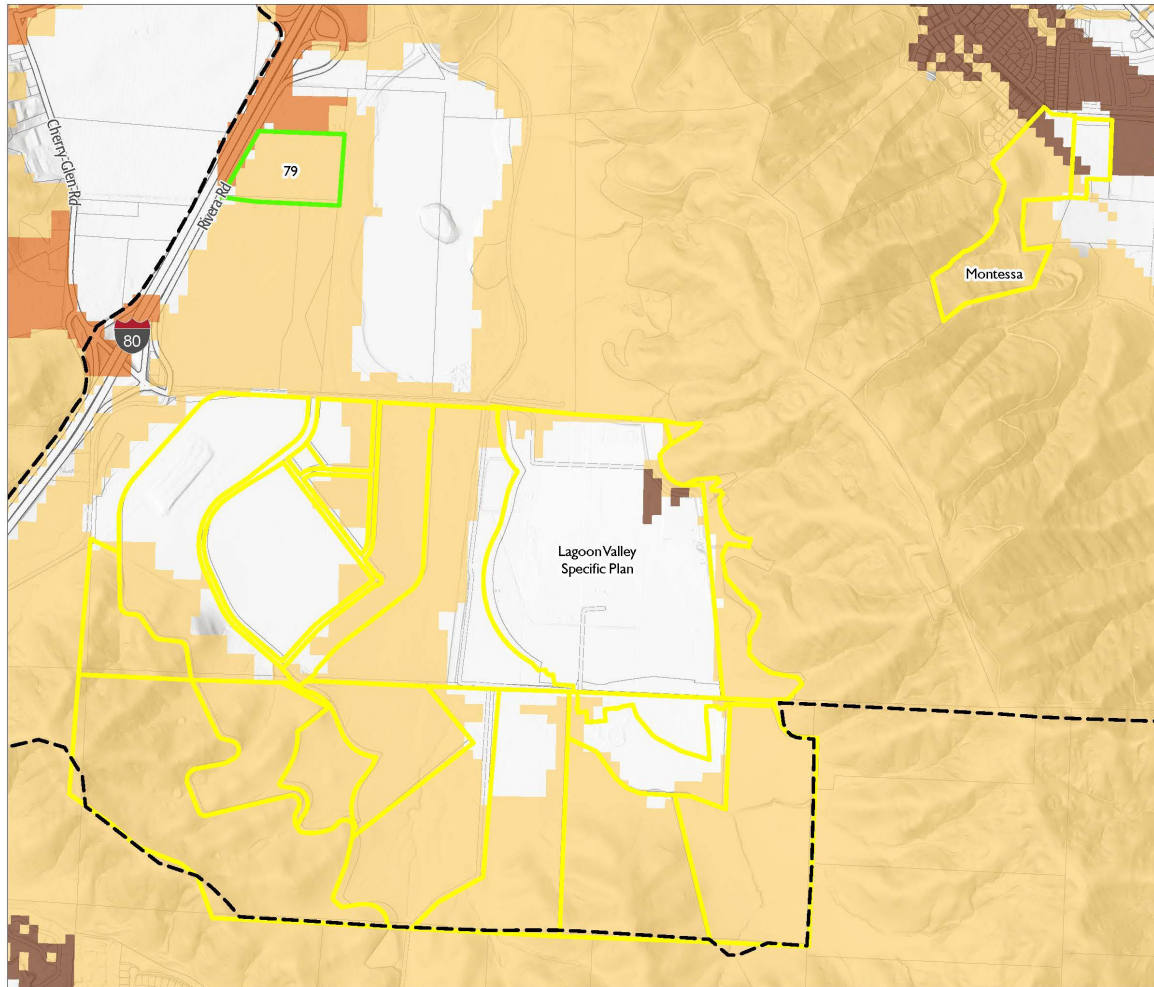 Cherry-Glen-Rd
79
Rivera-Rd
Montessa
80
Lagoon Valley
Specific Plan